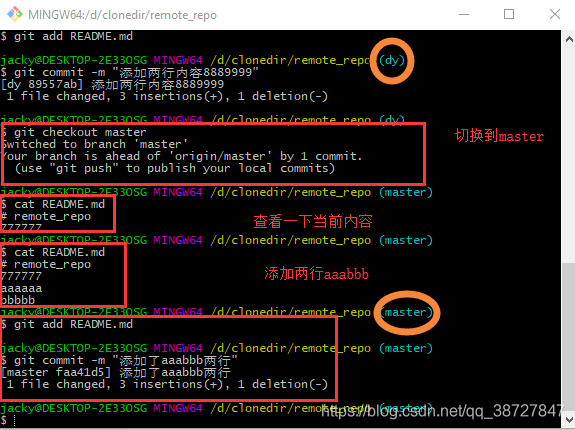 MINGW64:/d/clonedir/remote_repo
$ git add README.md
jacky@DESKTOP-2E33OSG MINGW64 /d/clonedir/remote_repo (dy)
$ git commit -m "添加两行内容8889999"
[dy 89557ab] 添加两行内容8889999
1 file changed, 3 insertions(+), 1 deletion(-)
jacky@DESKTOP-2E33OSG MINGW64 /d/clonedir/remote_repo (dy)
$ git checkout master
Switched to branch 'master'
切换到master
Your branch is ahead of 'origin/master' by 1 commit.
(use "git push" to publish your local commits)
jacky@DESKTOP-2E33OSG MINGW64 /d/clonedir/remote_repo (master)
$ cat README.md
# remote_repo
查看一下当前内容
777777
jacky@DESKTOP-2E33OSG MINGW64 /d/clonedir/remote_repo (master)
$ cat README.md
# remote_repo
添加两行aaabbb
777777
aaaaaa
bbbbb
jacky@DESKTOP-2E33OSG MINGW64 /d/clonedir/remote_repo (master)
$ git add README.md
jacky@DESKTOP-2E33OSG MINGW64 /d/clonedir/remote_repo (master)
$ git commit -m "添加了aaabbb两行"
[master faa41d5] 添加了aaabbb两行
1 file changed, 3 insertions(+), 1 deletion(-)
jacky@DESKTOP-2E33OSG MINGW64 /d/clonedir/remote_repo (master)
https://blog.csdn.net/qq_38727847
$